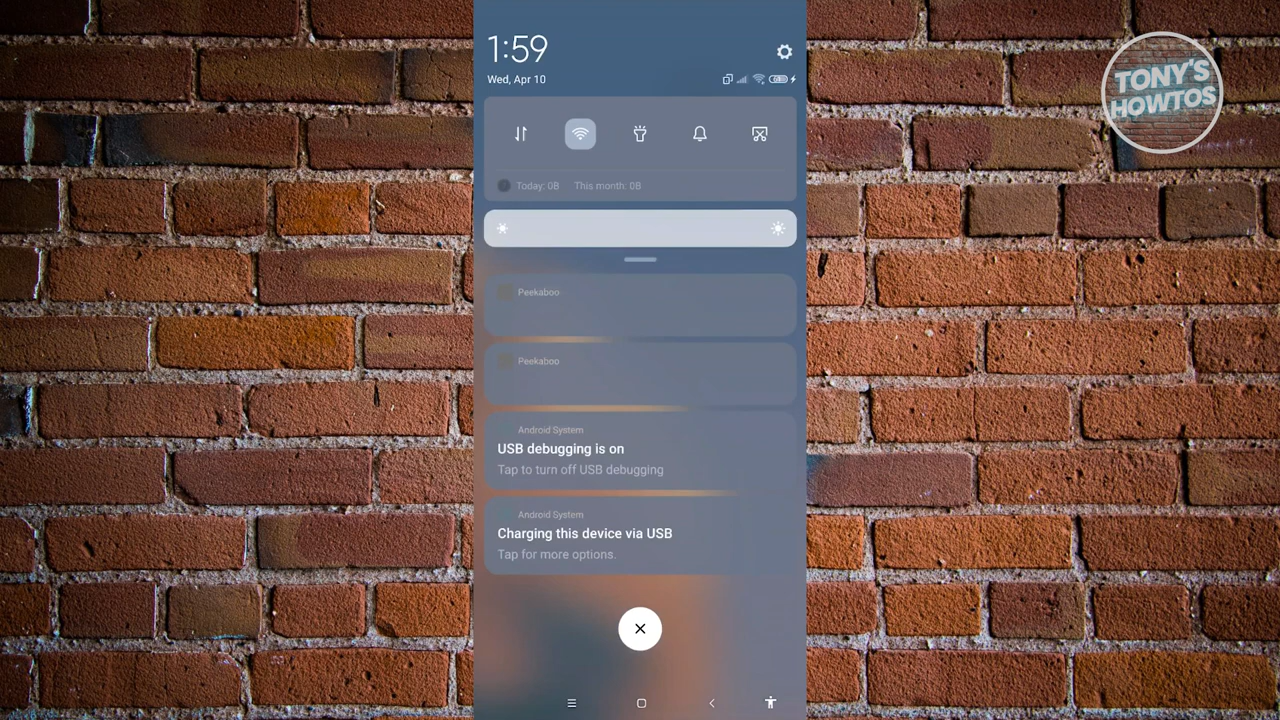 TONY'S
HOWTOS
1:59
Wed, Apr 10
Today: 0B This month: 0B
Peekaboo
Peekaboo
Android System
USB debugging is on
Tap to turn off USB debugging
Android System
Charging this device via USB
Tap for more options.